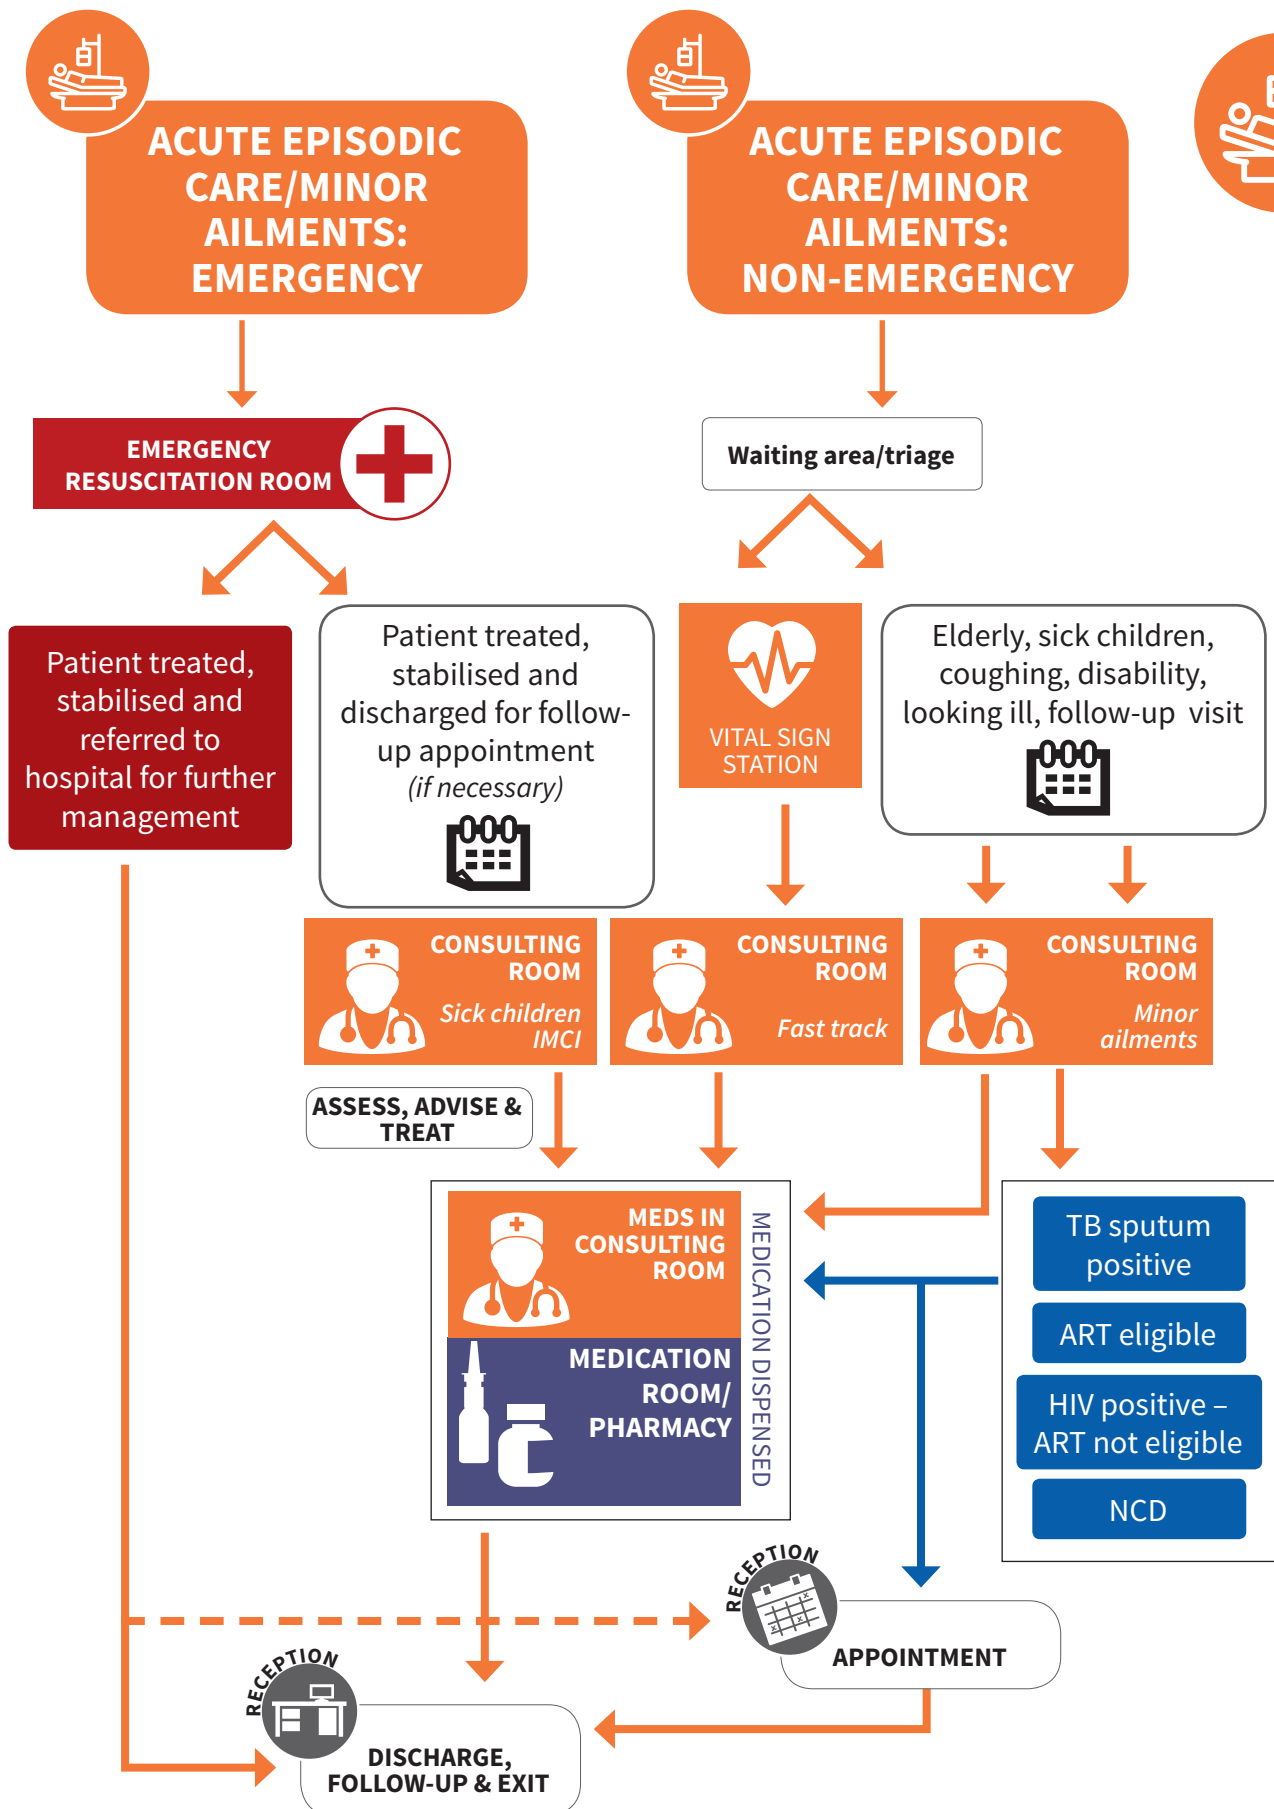 ACUTE EPISODIC
CARE/MINOR
AILMENTS:
EMERGENCY
ACUTE EPISODIC
CARE/MINOR
AILMENTS:
NON-EMERGENCY
EMERGENCY
RESUSCITATION ROOM
Waiting area/triage
Patient treated,
stabilised and
referred to
hospital for further
management
Patient treated,
stabilised and
discharged for follow-
up appointment
(if necessary)
VITAL SIGN
STATION
Elderly, sick children,
coughing, disability,
looking ill, follow-up visit
CONSULTING
ROOM
Sick children
IMCI
CONSULTING
ROOM
Fast track
CONSULTING
ROOM
Minor
ailments
ASSESS, ADVISE &
TREAT
MEDS IN
CONSULTING
ROOM
MEDICATION
ROOM/
PHARMACY
MEDICATION DISPENSED
TB sputum
positive
ART eligible
HIV positive –
ART not eligible
NCD
RECEPTION
APPOINTMENT
RECEPTION
DISCHARGE,
FOLLOW-UP & EXIT